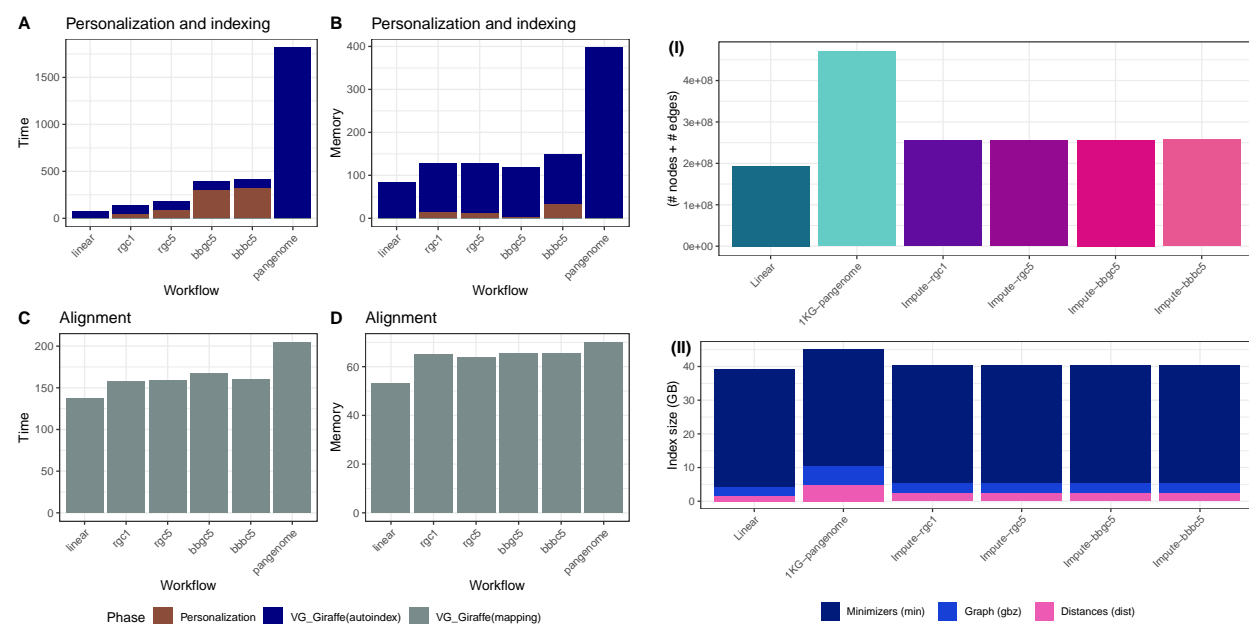 A Personalization and indexing
Time
1500
1000
500
0
linear
rgc1
rgc5
bbgc5
bbbc5
pangenome
Workflow
B Personalization and indexing
Memory
400
300
200
100
0
linear
rgc1
rgc5
bbgc5
bbbc5
pangenome
Workflow
C Alignment
Time
200
150
100
50
0
linear
rgc1
rgc5
bbgc5
bbbc5
pangenome
Workflow
D Alignment
Memory
60
40
20
0
linear
rgc1
rgc5
bbgc5
bbbc5
pangenome
Workflow
Phase Personalization VG_Giraffe(autoindex) VG_Giraffe(mapping)
(I)
(# nodes + # edges)
4e+08
3e+08
2e+08
1e+08
0e+00
Linear
1KG−pangenome
Impute−rgc1
Impute−rgc5
Impute−bbgc5
Impute−bbbc5
(II)
Index size (GB)
40
30
20
10
0
Linear
1KG−pangenome
Impute−rgc1
Impute−rgc5
Impute−bbgc5
Impute−bbbc5
Minimizers (min) Graph (gbz) Distances (dist)